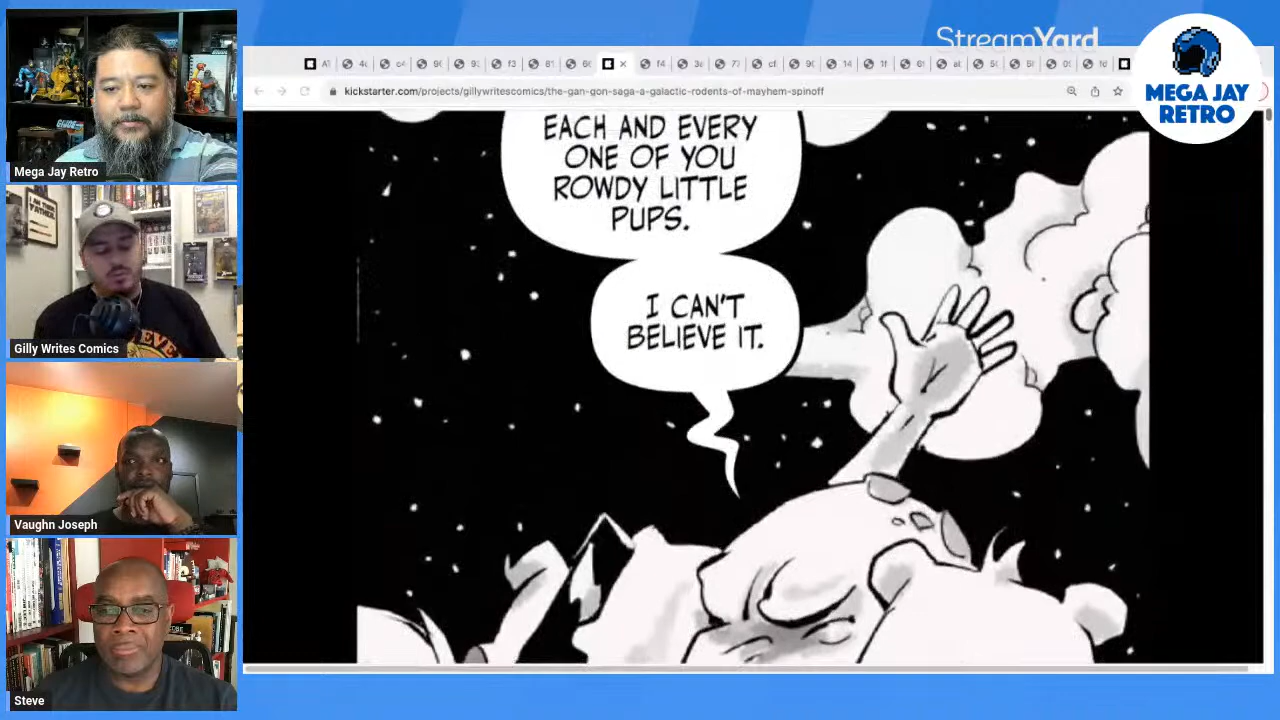 StreamYard
MEGA JAY
RETRO
kickstarter.com/projects/gillywritescomics/the-gan-gon-saga-a-galactic-rodents-of-mayhem-spinoff
EACH AND EVERY
ONE OF YOU
ROWDY LITTLE
PUPS.
I CAN'T
BELIEVE IT.
Mega Jay Retro
Gilly Writes Comics
Vaughn Joseph
Steve